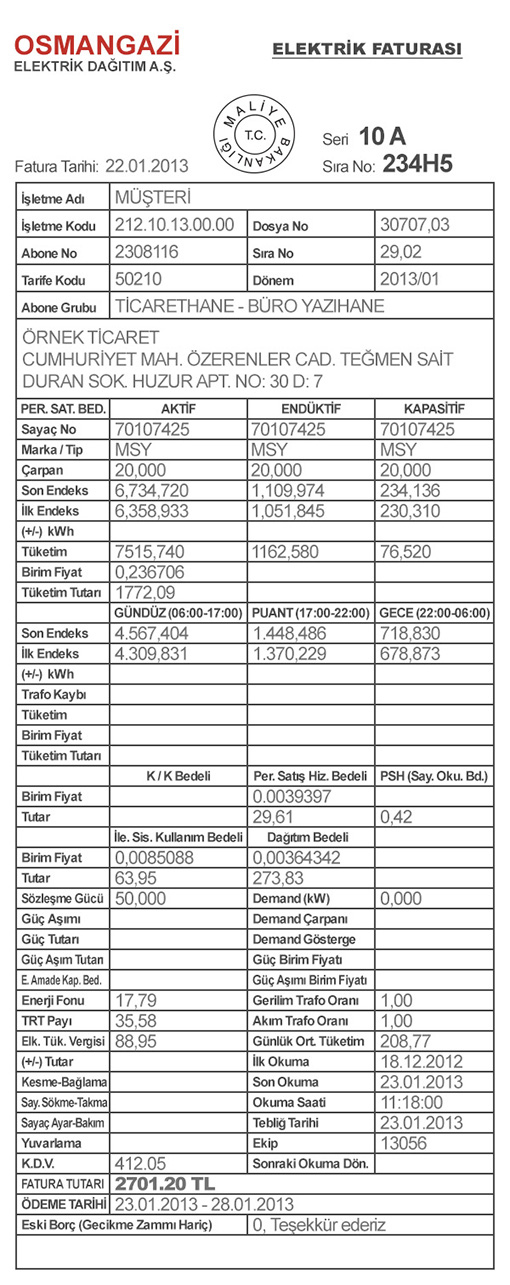 OSMANGAZİ
ELEKTRİK DAĞITIM A.Ş.
ELEKTRİK FATURASI
MALİYE BAKANLIĞI
T.C.
Seri 10 A
Fatura Tarihi: 22.01.2013 Sıra No: 234H5
İşletme Adı MÜŞTERİ
İşletme Kodu 212.10.13.00.00 Dosya No 30707,03
Abone No 2308116 Sıra No 29,02
Tarife Kodu 50210 Dönem 2013/01
Abone Grubu TİCARETHANE - BÜRO YAZIHANE
ÖRNEK TİCARET
CUMHURİYET MAH. ÖZERENLER CAD. TEĞMEN SAİT
DURAN SOK. HUZUR APT. NO: 30 D: 7
PER. SAT. BED. AKTİF ENDÜKTİF KAPASİTİF
Sayaç No 70107425 70107425 70107425
Marka / Tip MSY MSY MSY
Çarpan 20,000 20,000 20,000
Son Endeks 6,734,720 1,109,974 234,136
İlk Endeks 6,358,933 1,051,845 230,310
(+/-) kWh
Tüketim 7515,740 1162,580 76,520
Birim Fiyat 0,236706
Tüketim Tutarı 1772,09
GÜNDÜZ (06:00-17:00) PUANT (17:00-22:00) GECE (22:00-06:00)
Son Endeks 4.567,404 1.448,486 718,830
İlk Endeks 4.309,831 1.370,229 678,873
(+/-) kWh
Trafo Kaybı
Tüketim
Birim Fiyat
Tüketim Tutarı
K / K Bedeli Per. Satış Hiz. Bedeli PSH (Say. Oku. Bd.)
Birim Fiyat 0.0039397
Tutar 29,61 0,42
İle. Sis. Kullanım Bedeli Dağıtım Bedeli
Birim Fiyat 0,0085088 0,00364342
Tutar 63,95 273,83
Sözleşme Gücü 50,000 Demand (kW) 0,000
Güç Aşımı Demand Çarpanı
Güç Tutarı Demand Gösterge
Güç Aşım Tutarı Güç Birim Fiyatı
E. Amade Kap. Bed. Güç Aşımı Birim Fiyatı
Enerji Fonu 17,79 Gerilim Trafo Oranı 1,00
TRT Payı 35,58 Akım Trafo Oranı 1,00
Elk. Tük. Vergisi 88,95 Günlük Ort. Tüketim 208,77
(+/-) Tutar İlk Okuma 18.12.2012
Kesme-Bağlama Son Okuma 23.01.2013
Say. Sökme-Takma Okuma Saati 11:18:00
Sayaç Ayar-Bakım Tebliğ Tarihi 23.01.2013
Yuvarlama Ekip 13056
K.D.V. 412.05 Sonraki Okuma Dön.
FATURA TUTARI 2701.20 TL
ÖDEME TARİHİ 23.01.2013 - 28.01.2013
Eski Borç (Gecikme Zammı Hariç) 0, Teşekkür ederiz